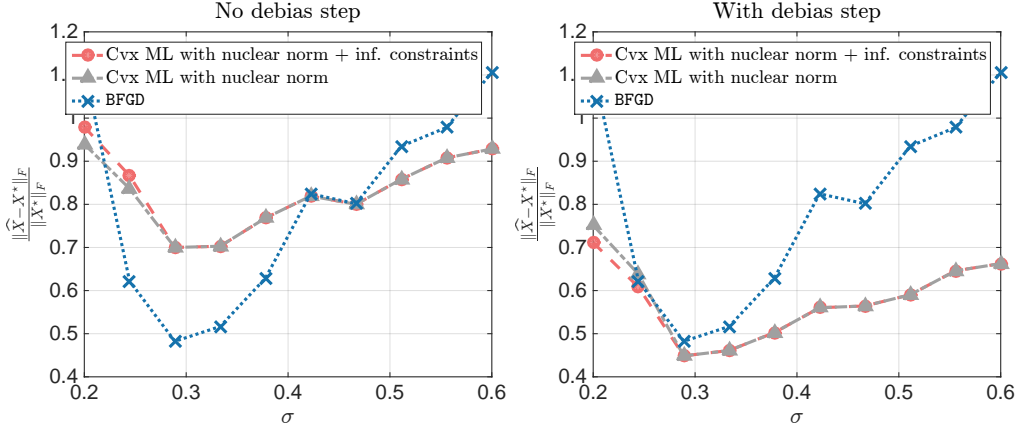 No debias step
1.2
1.
1
0.9
0.8
0.7
0.6
0.5
0.4
0.2
0.3
0.4
0.5
0.6
σ
‖X̂−X⋆‖F
‖X⋆‖F
Cvx ML with nuclear norm + inf. constraints
Cvx ML with nuclear norm
BFGD
With debias step
1.2
1.
1
0.9
0.8
0.7
0.6
0.5
0.4
0.2
0.3
0.4
0.5
0.6
σ
‖X̂−X⋆‖F
‖X⋆‖F
Cvx ML with nuclear norm + inf. constraints
Cvx ML with nuclear norm
BFGD